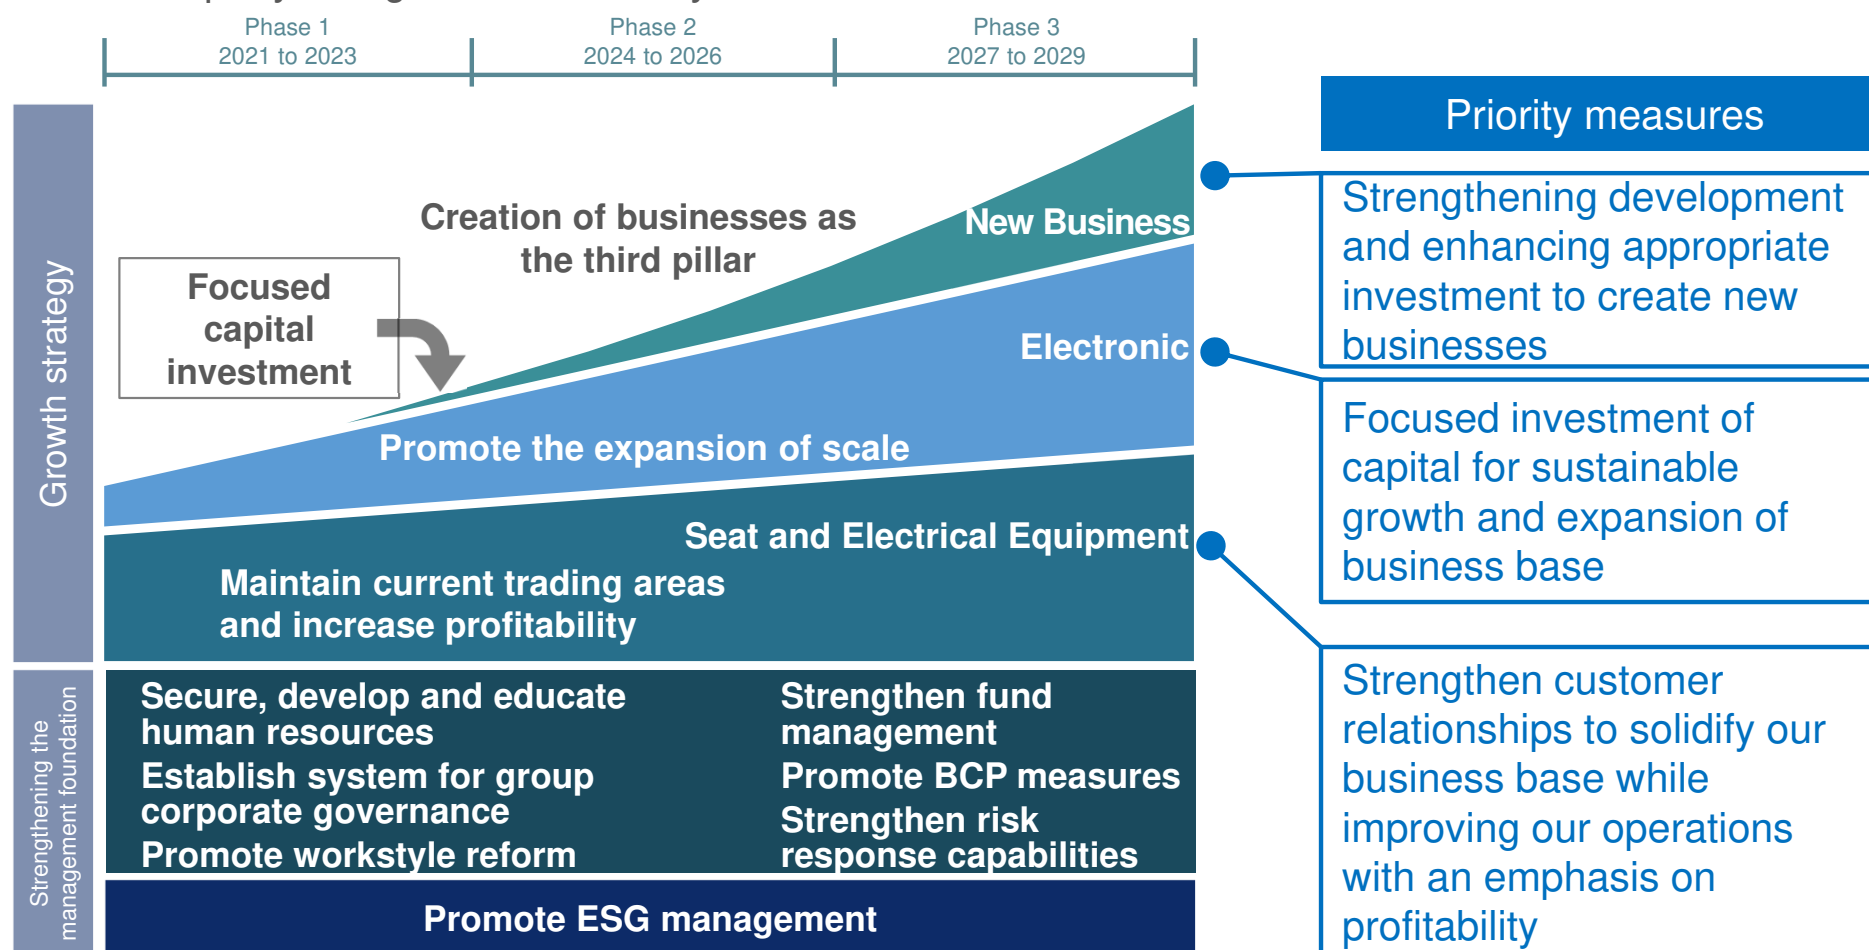 Phase 1
2021 to 2023
Phase 2
2024 to 2026
Phase 3
2027 to 2029
Growth strategy
Focused
capital
investment
Creation of businesses as
the third pillar
New Business
Electronic
Promote the expansion of scale
Seat and Electrical Equipment
Maintain current trading areas
and increase profitability
Strengthening the
management foundation
Secure, develop and educate
human resources
Establish system for group
corporate governance
Promote workstyle reform
Strengthen fund
management
Promote BCP measures
Strengthen risk
response capabilities
Promote ESG management
Priority measures
Strengthening development
and enhancing appropriate
investment to create new
businesses
Focused investment of
capital for sustainable
growth and expansion of
business base
Strengthen customer
relationships to solidify our
business base while
improving our operations
with an emphasis on
profitability